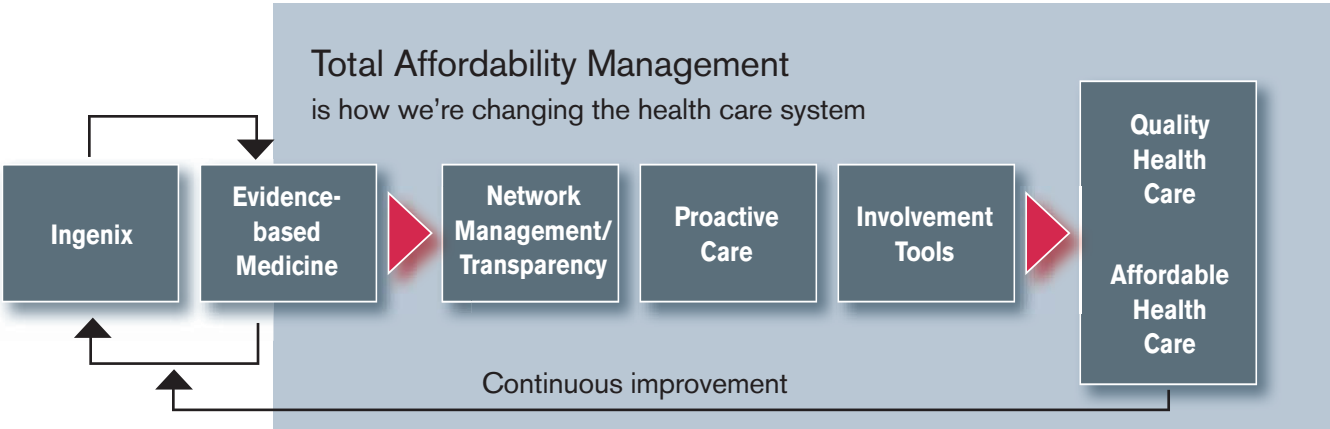 Total Affordability Management
is how we're changing the health care system
Ingenix
Evidence-
based
Medicine
Network
Management/
Transparency
Proactive
Care
Involvement
Tools
Quality
Health
Care
Affordable
Health
Care
Continuous improvement